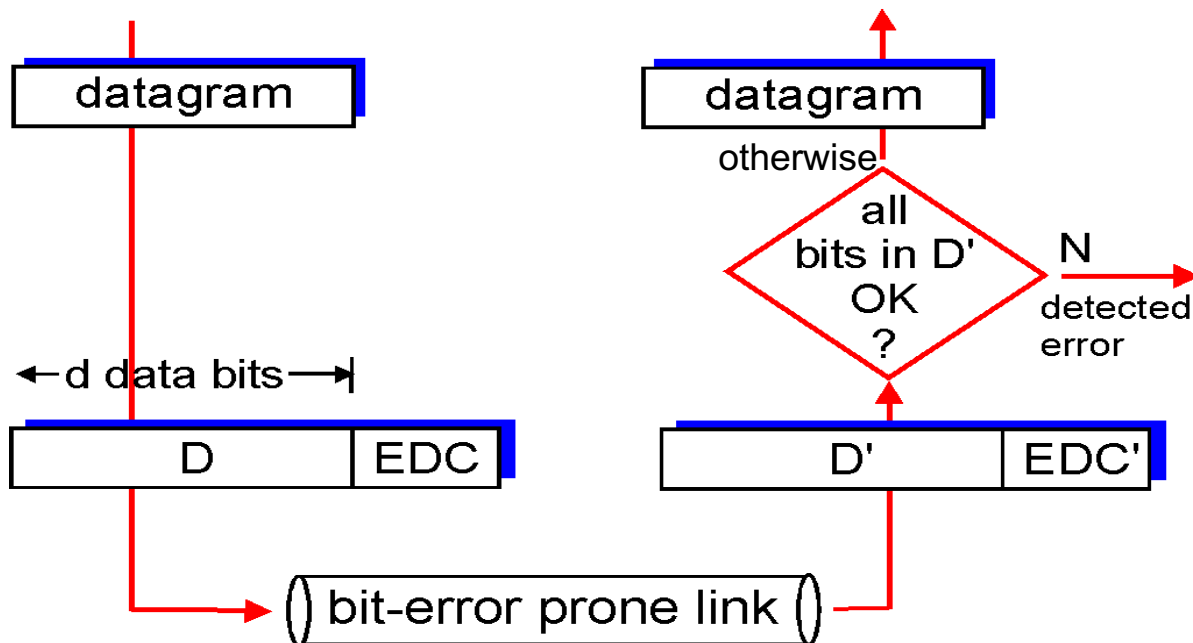 datagram
d data bits
D
EDC
bit-error prone link
datagram
otherwise
all
bits in D'
OK
?
N
detected
error
D'
EDC'